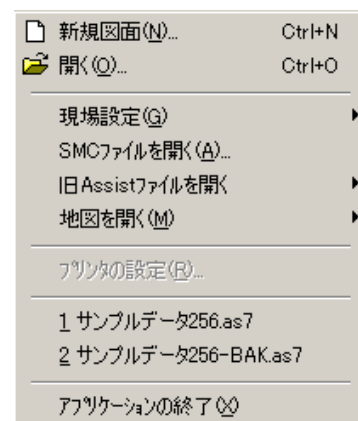 新規図面(N)... Ctrl+N
開く(O)... Ctrl+O
現場設定(G)
SMCファイルを開く(A)...
旧Assistファイルを開く
地図を開く(M)
プリンタの設定(R)...
1 サンプルデータ256.as7
2 サンプルデータ256-BAK.as7
アプリケーションの終了(X)